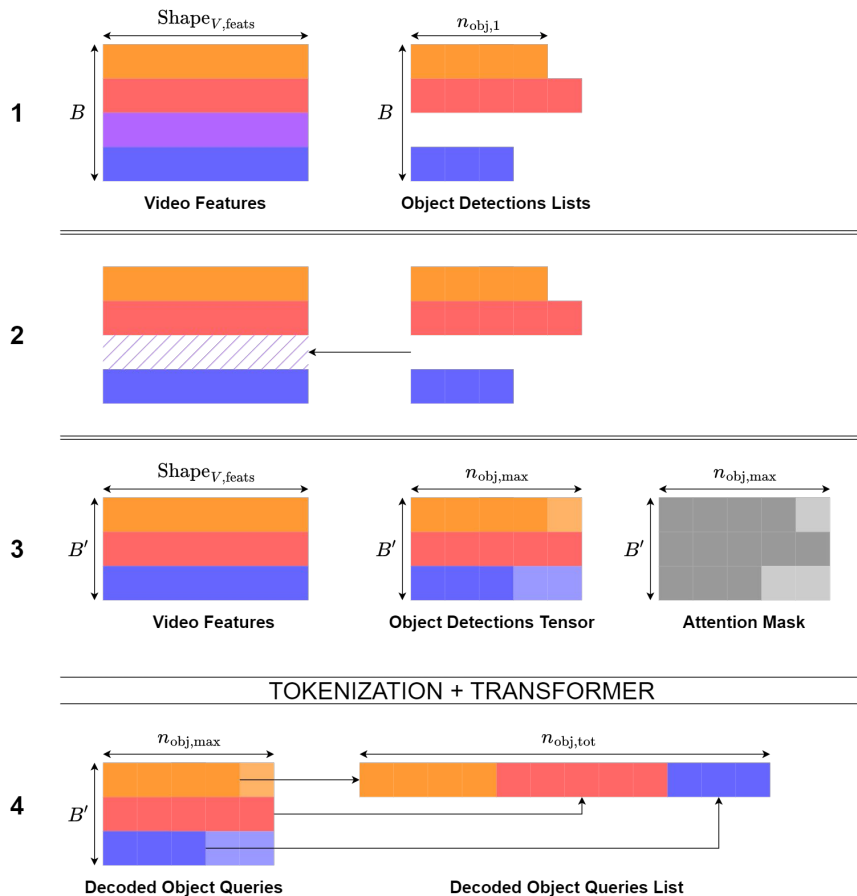 Shape_{V,feats} n_{obj,1}
1 B B
Video Features Object Detections Lists
2
Shape_{V,feats} n_{obj,max} n_{obj,max}
3 B′ B′ B′
Video Features Object Detections Tensor Attention Mask
TOKENIZATION + TRANSFORMER
n_{obj,max} n_{obj,tot}
4 B′
Decoded Object Queries Decoded Object Queries List